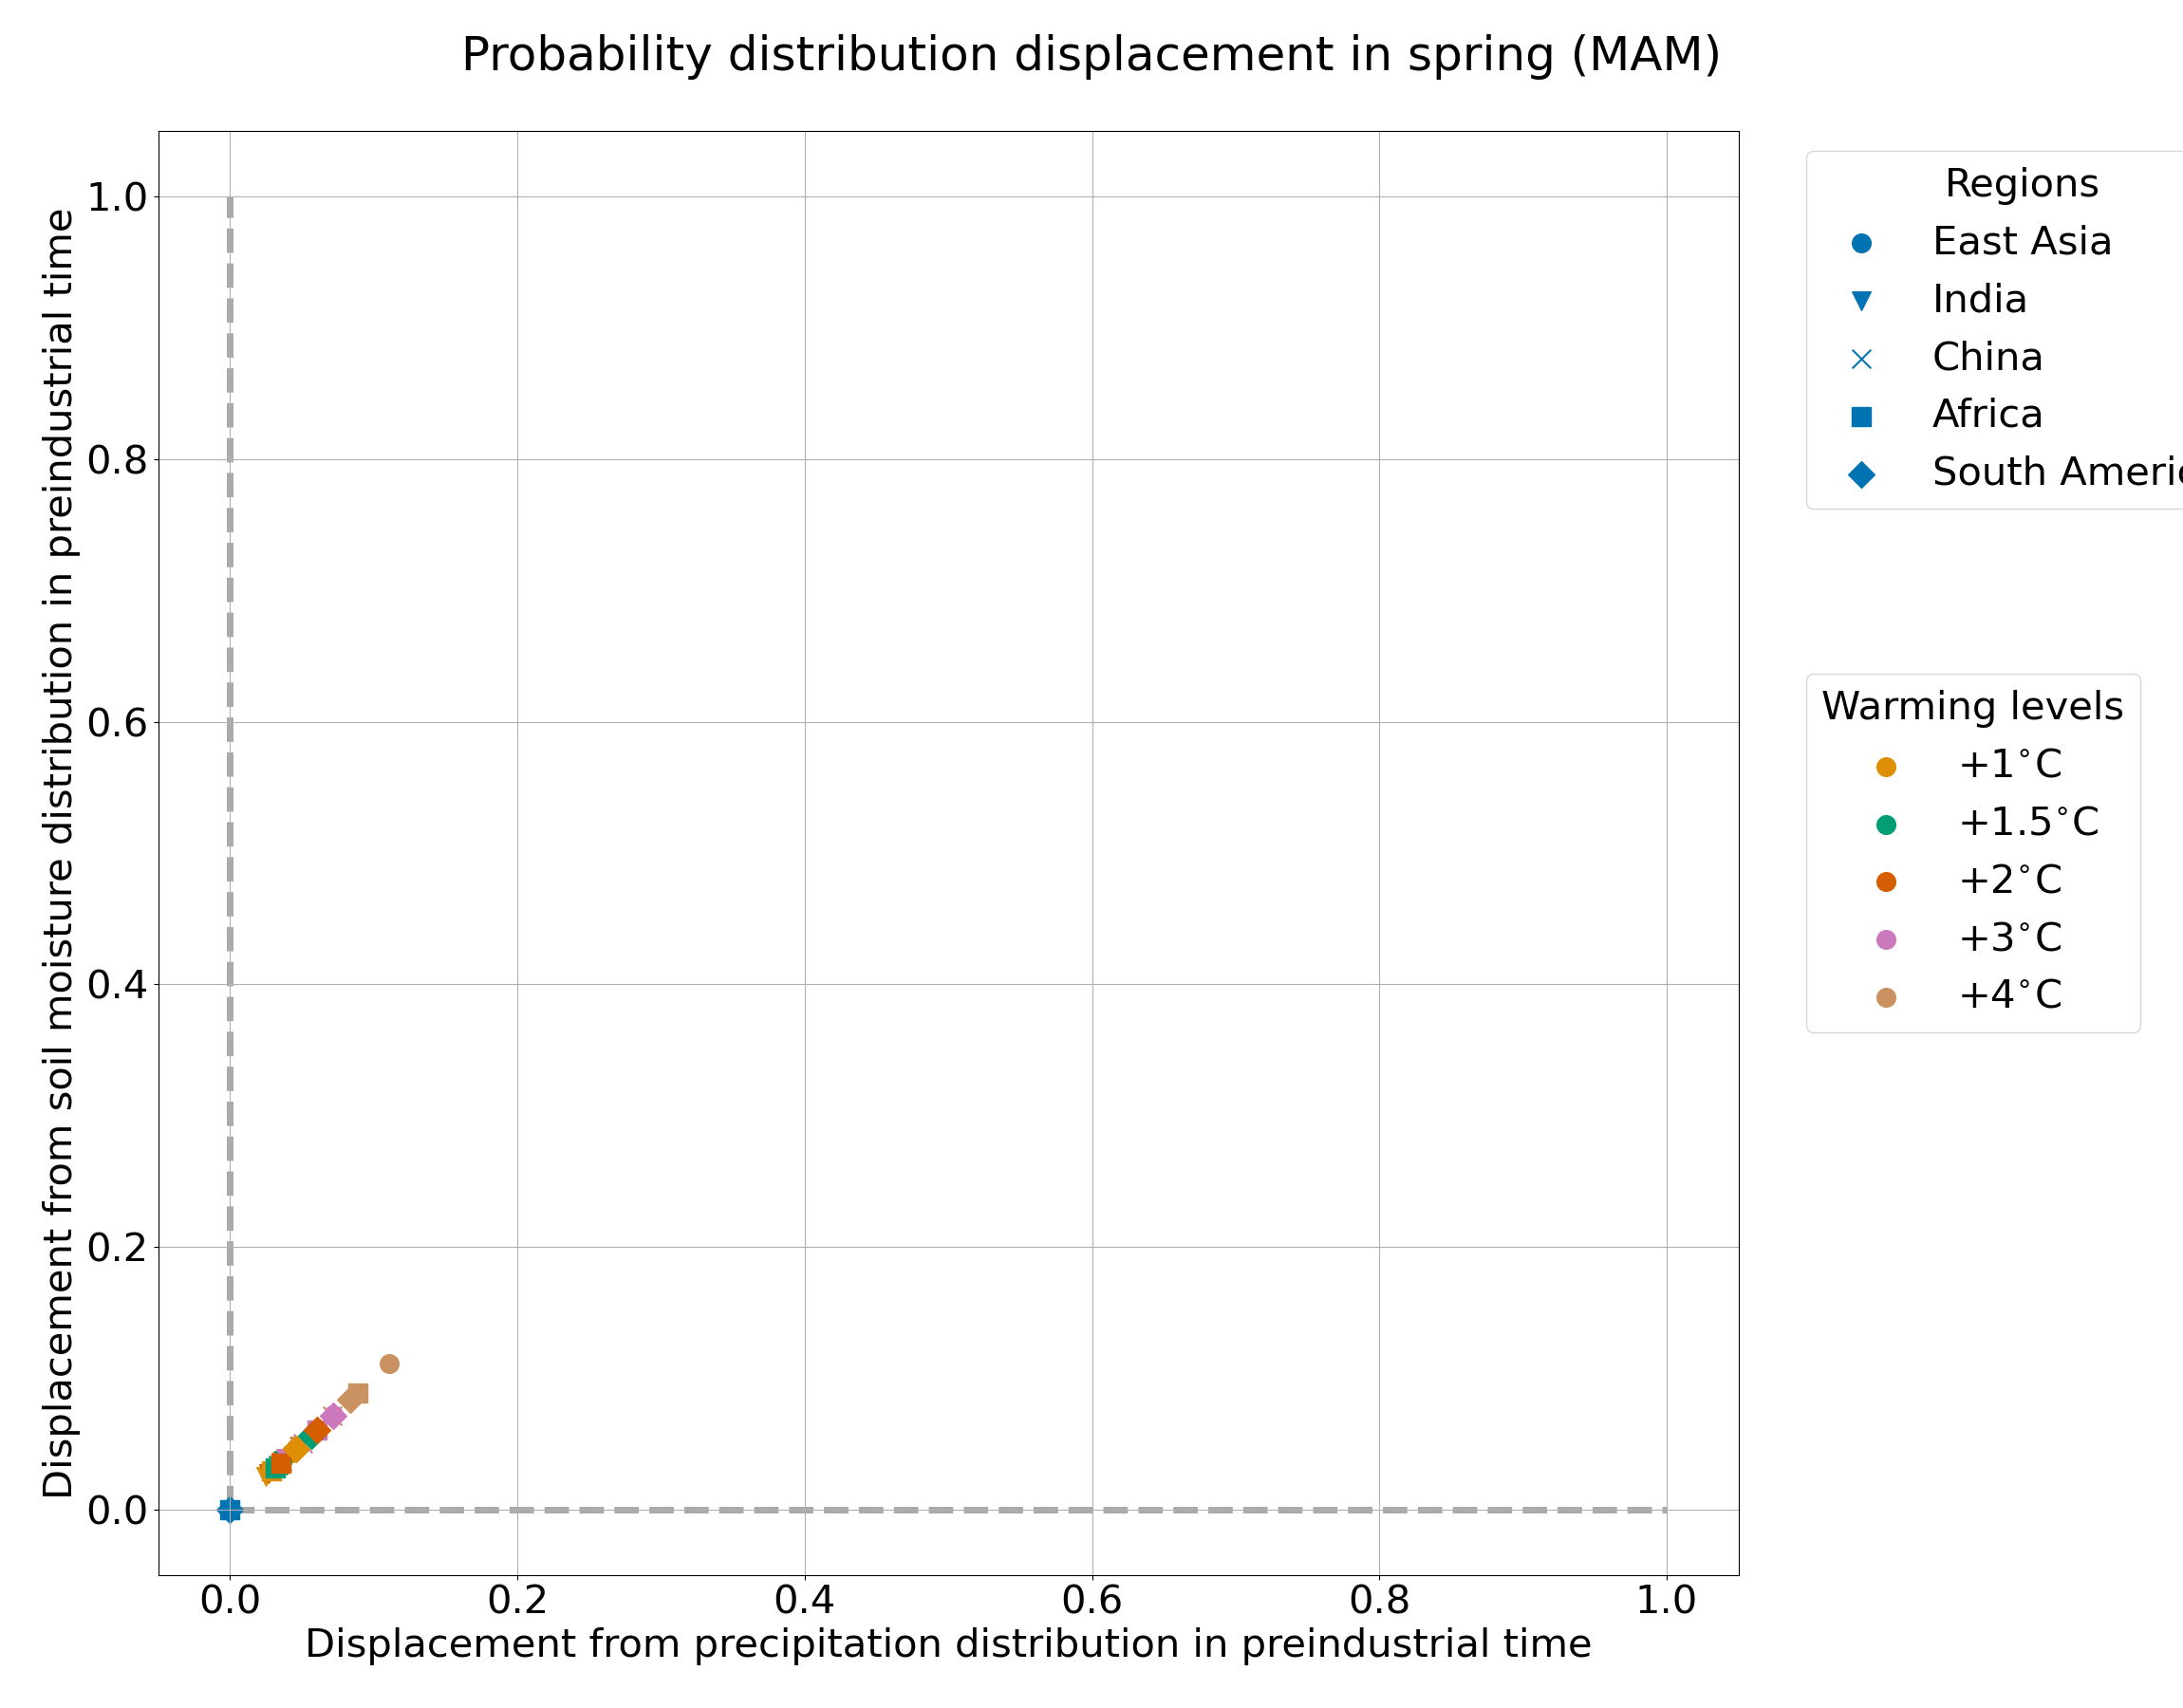 Probability distribution displacement in spring (MAM)
Displacement from soil moisture distribution in preindustrial time
1.0
0.8
0.6
0.4
0.2
0.0
0.0 0.2 0.4 0.6 0.8 1.0
Displacement from precipitation distribution in preindustrial time
Regions
East Asia
India
China
Africa
South Americ
Warming levels
+1°C
+1.5°C
+2°C
+3°C
+4°C